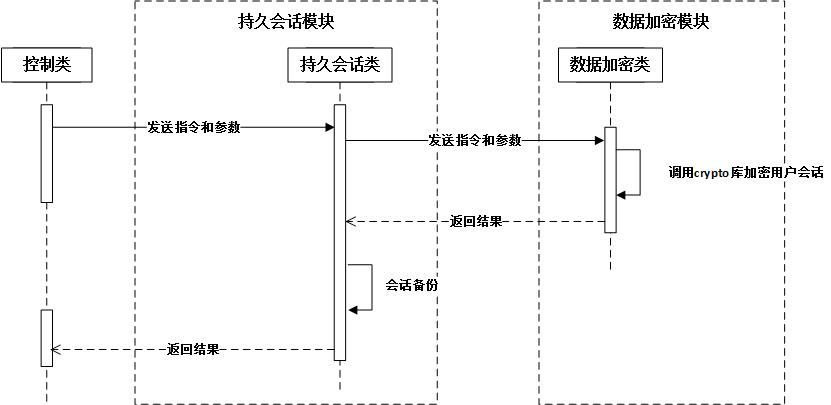 持久会话模块
数据加密模块
控制类
持久会话类
数据加密类
发送指令和参数
发送指令和参数
调用crypto库加密用户会话
返回结果
会话备份
返回结果